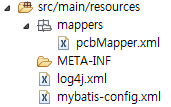 src/main/resources
mappers
pcbMapper.xml
META-INF
log4j.xml
mybatis-config.xml